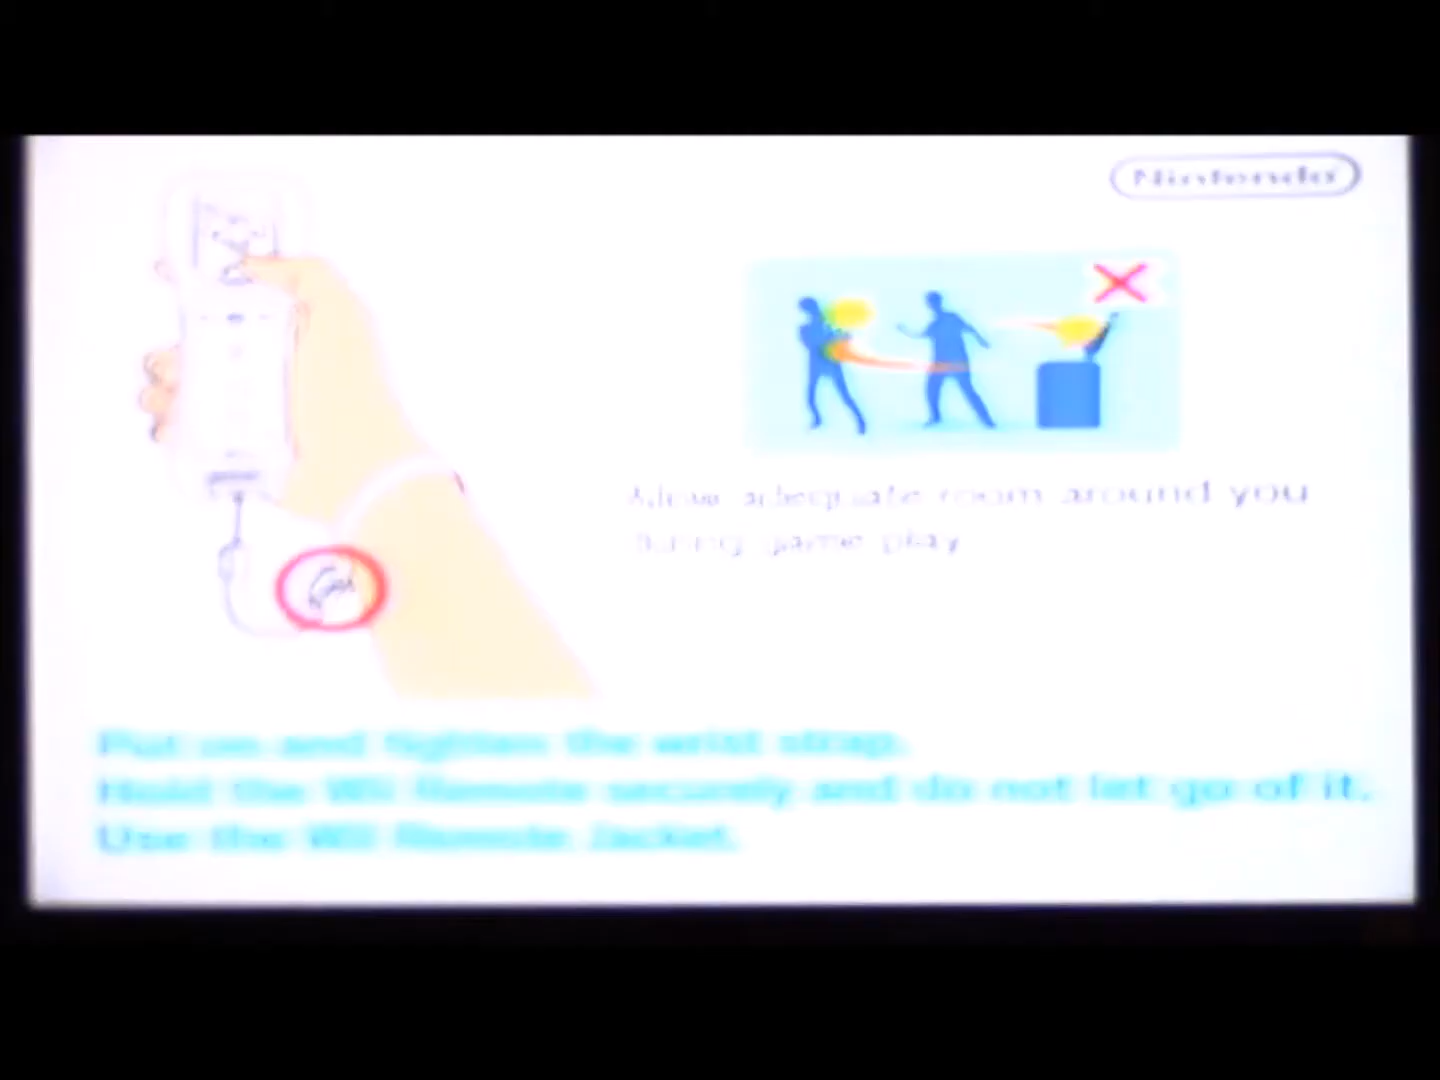 Nintendo
Allow adequate room around you
during game play
Put on and tighten the wrist strap.
Hold the Wii Remote securely and do not let go of it.
Use the Wii Remote Jacket.